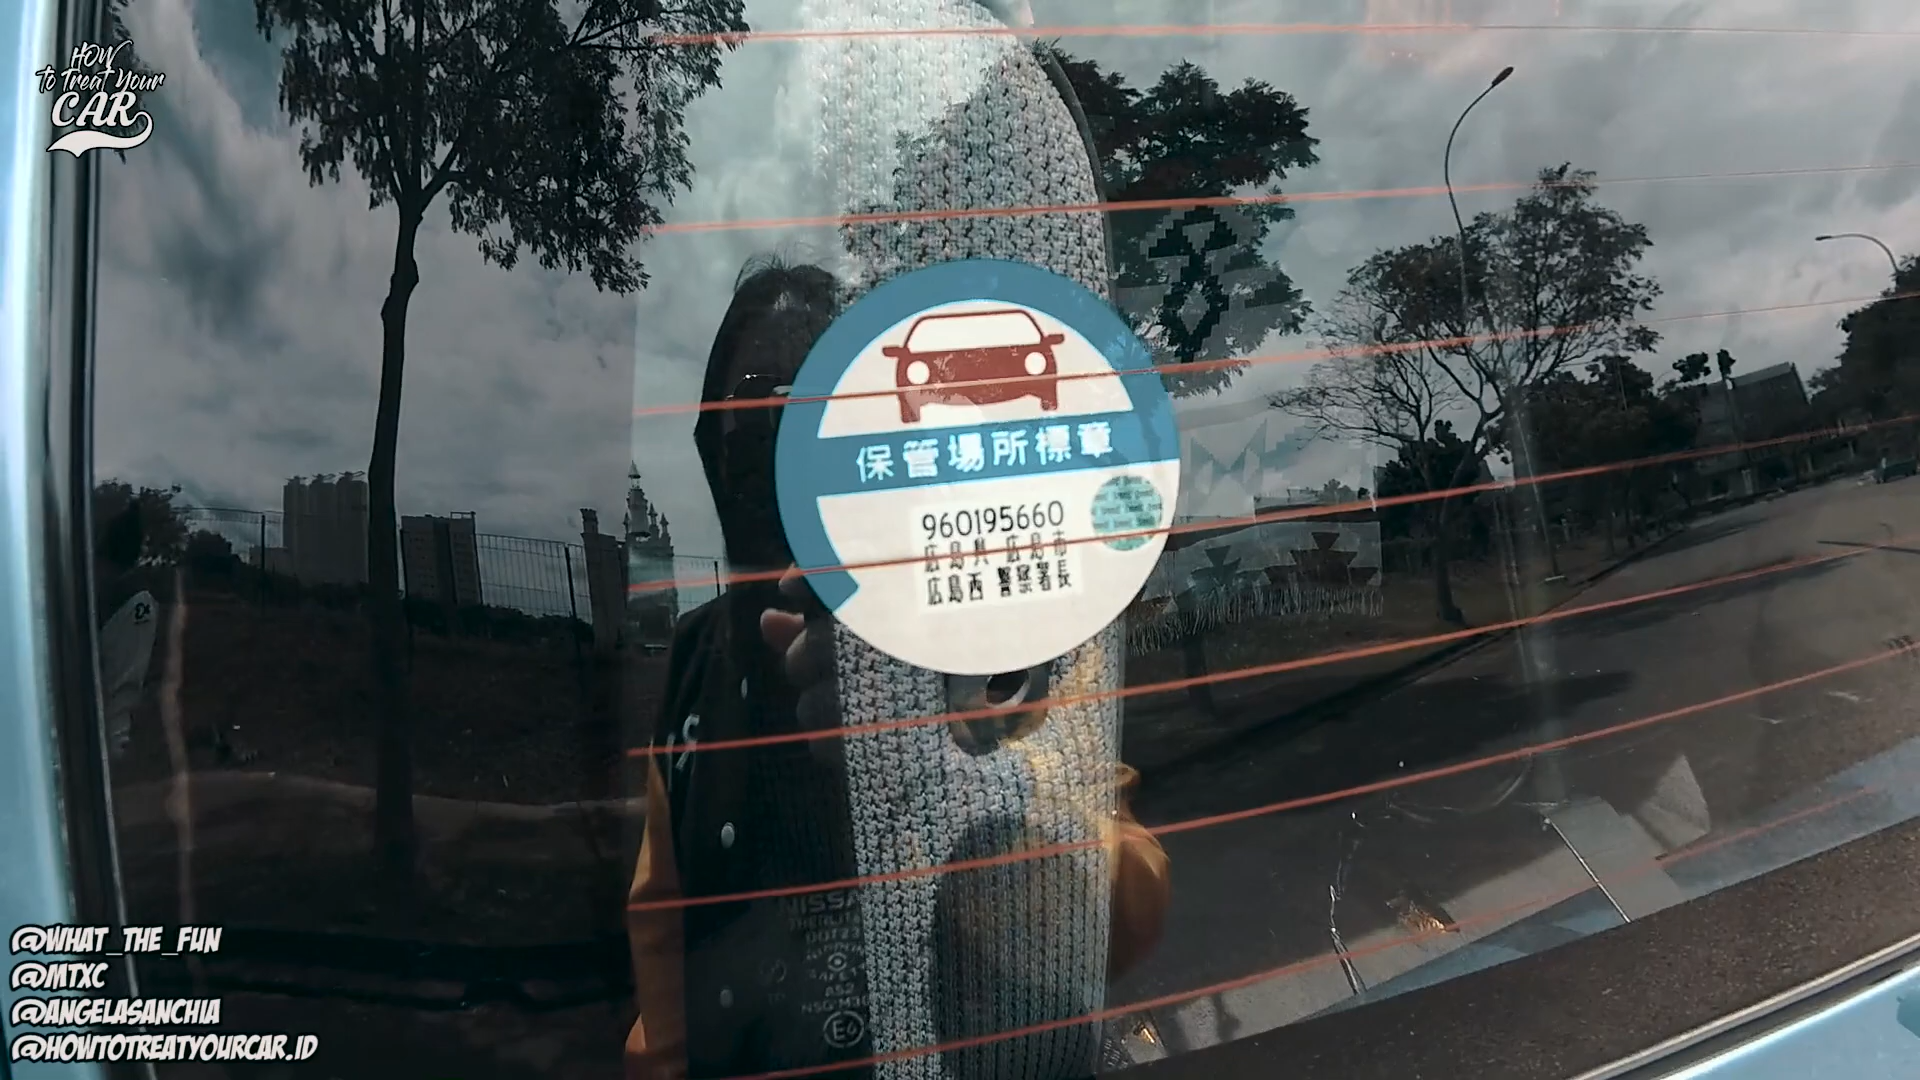 HOW
to Treat Your
CAR
保管場所標章
960195660
広島県 広島市
広島西 警察署長
NISSA
@WHAT_THE_FUN
@MTXC
@ANGELASANCHIA
@HOWTOTREATYOURCAR.ID